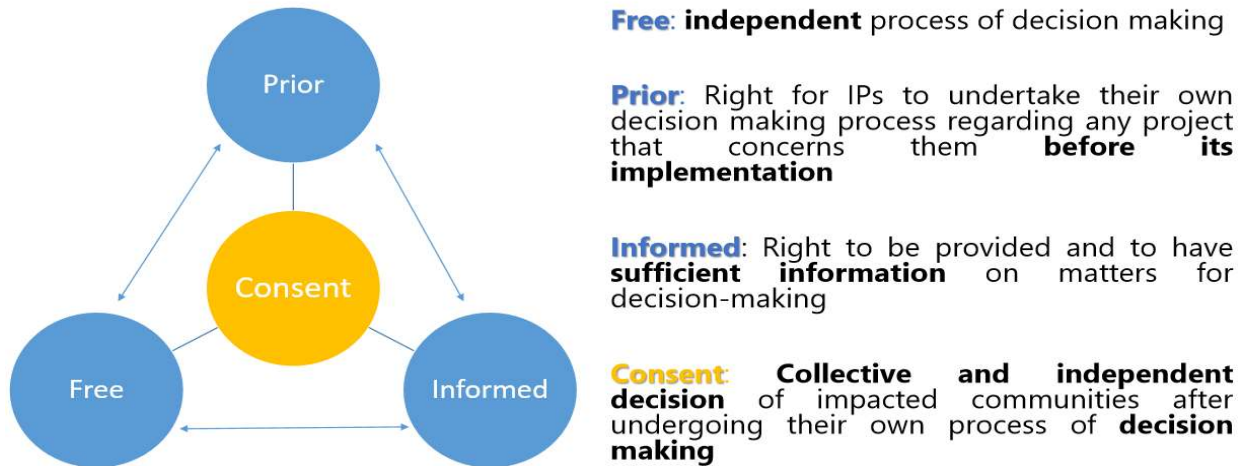 Prior
Consent
Free
Informed
Free: independent process of decision making
Prior: Right for IPs to undertake their own
decision making process regarding any project
that concerns them before its
implementation
Informed: Right to be provided and to have
sufficient information on matters for
decision-making
Consent: Collective and independent
decision of impacted communities after
undergoing their own process of decision
making